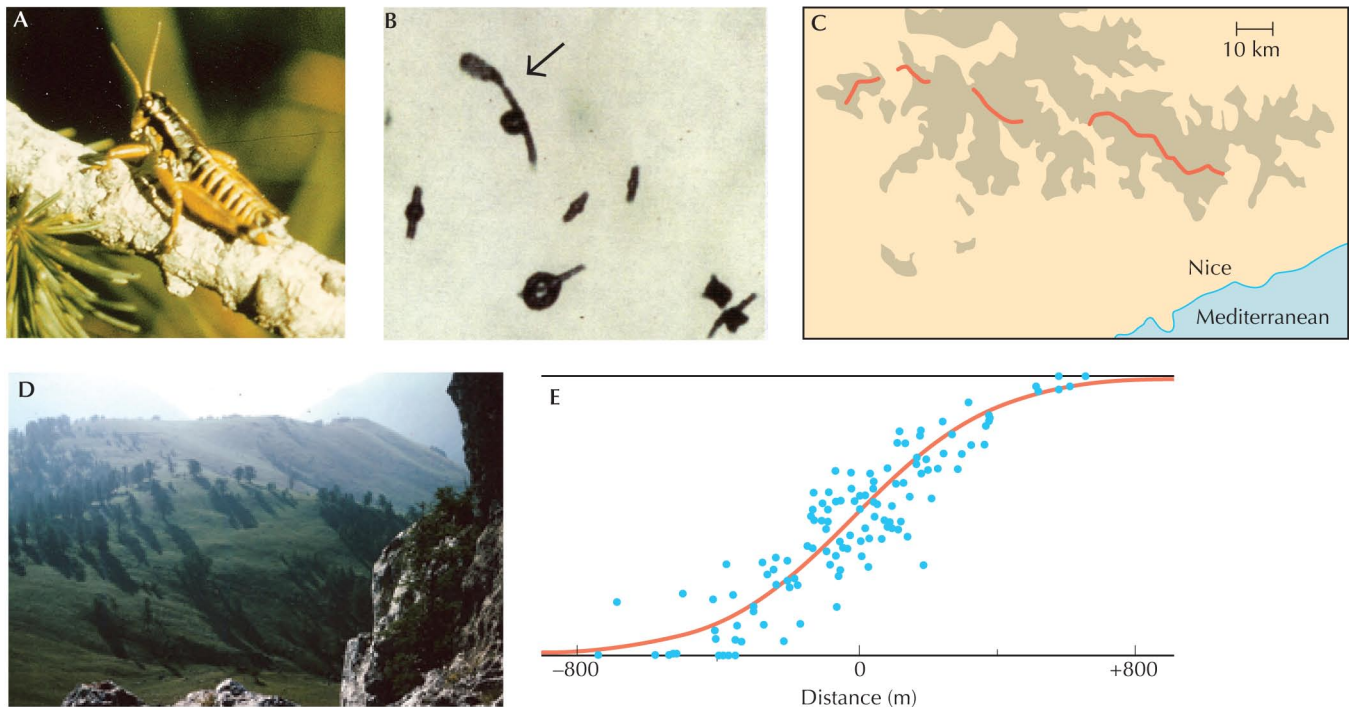 A
B
C
10 km
Nice
Mediterranean
D
E
–800
0
+800
Distance (m)